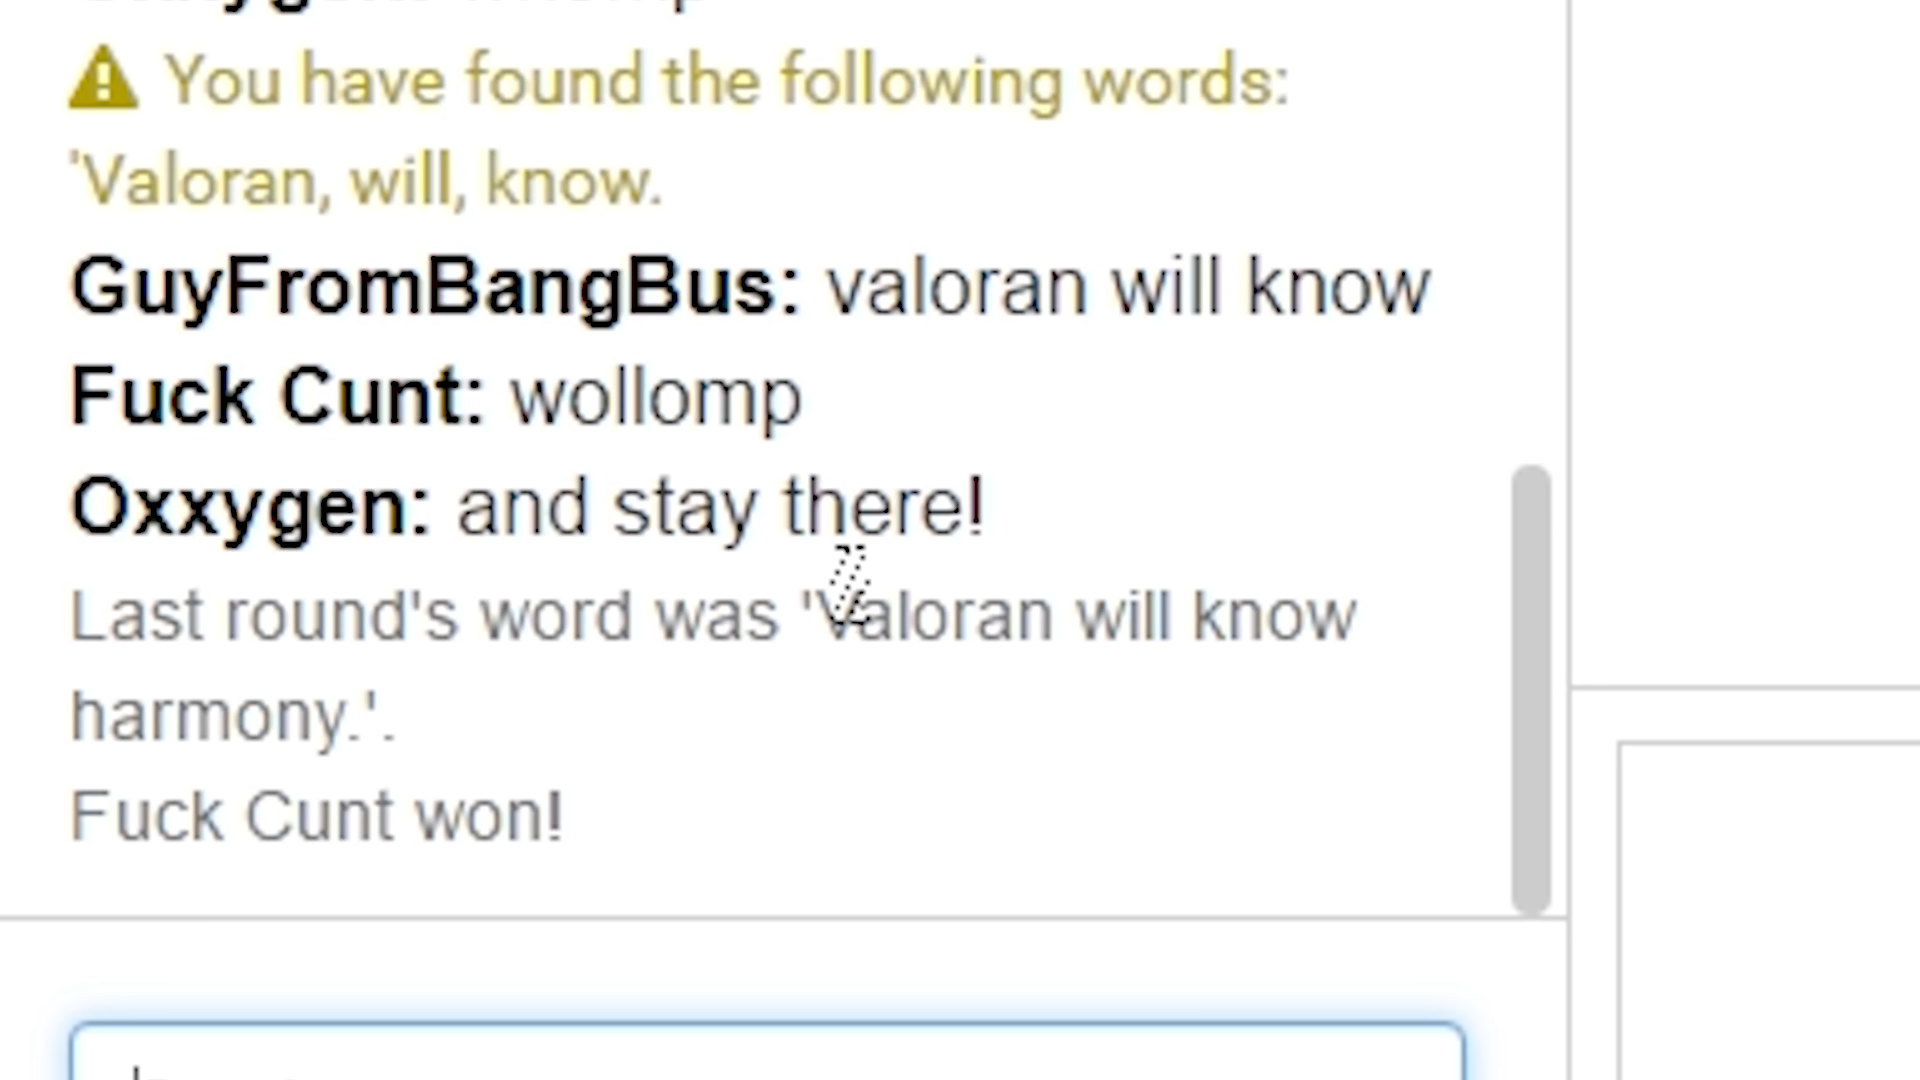 You have found the following words:
'Valoran, will, know.
GuyFromBangBus: valoran will know
Fuck Cunt: wollomp
Oxxygen: and stay there!
Last round's word was 'Valoran will know
harmony.'.
Fuck Cunt won!